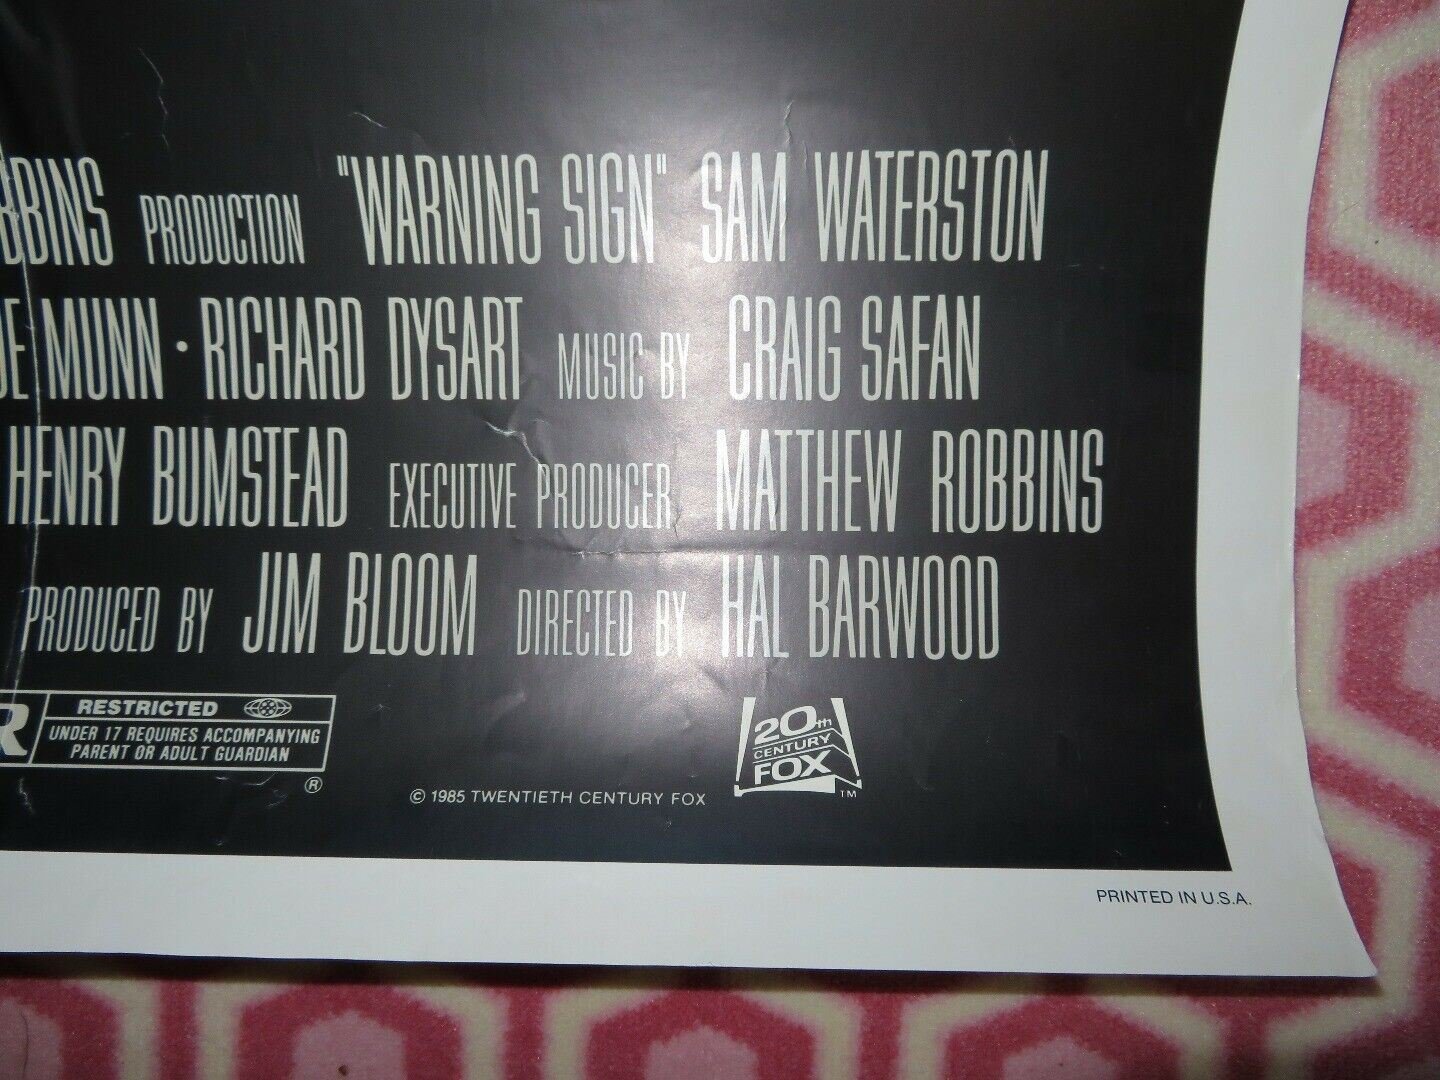 BBINS PRODUCTION "WARNING SIGN" SAM WATERSTON
MUNN · RICHARD DYSART MUSIC BY CRAIG SAFAN
HENRY BUMSTEAD EXECUTIVE PRODUCER MATTHEW ROBBINS
PRODUCED BY JIM BLOOM DIRECTED BY HAL BARWOOD
R RESTRICTED
UNDER 17 REQUIRES ACCOMPANYING
PARENT OR ADULT GUARDIAN
®
© 1985 TWENTIETH CENTURY FOX
20th
CENTURY
FOX
TM
PRINTED IN U.S.A.